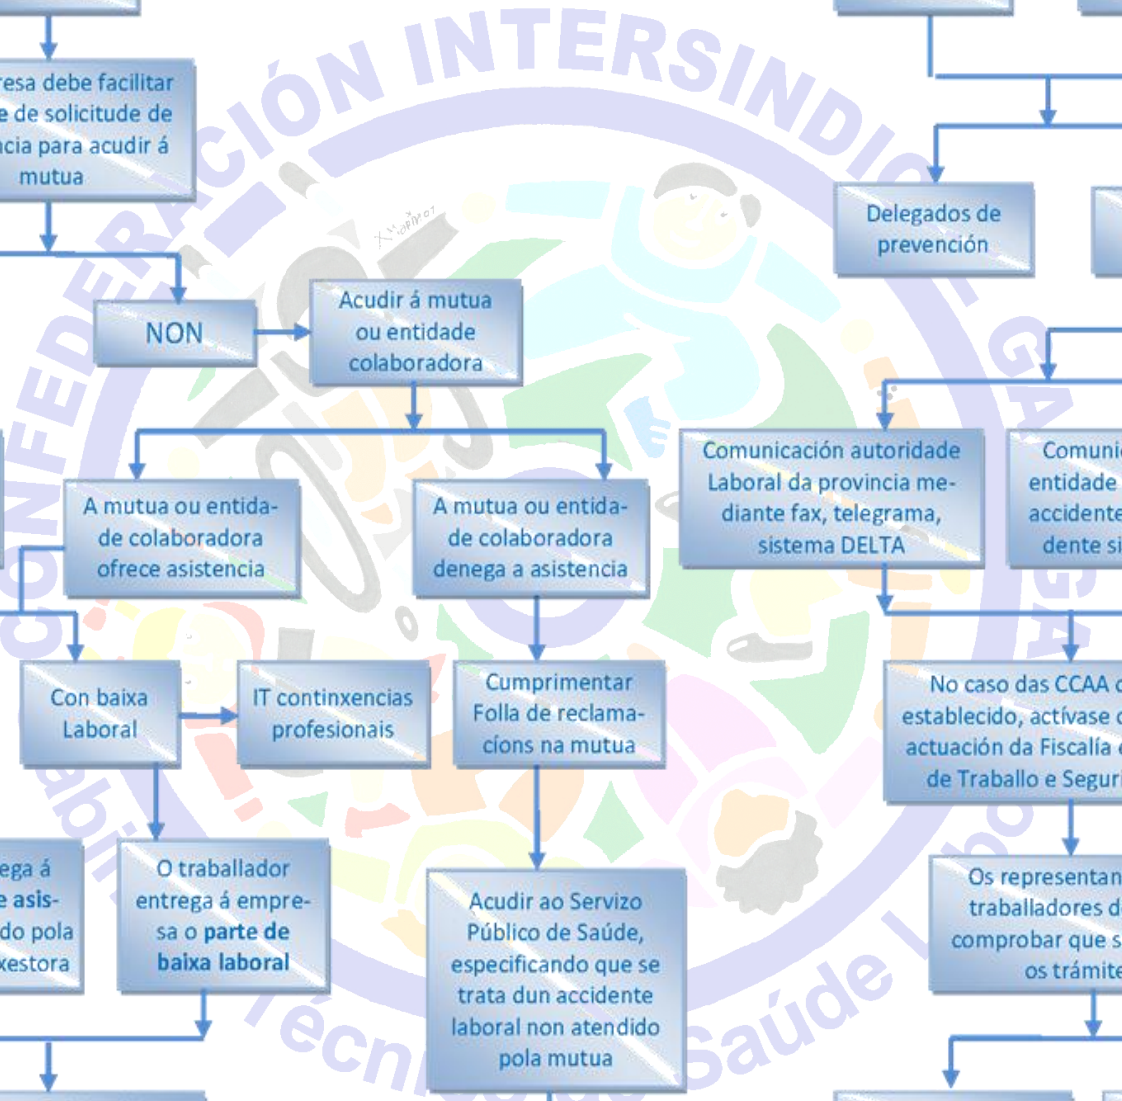 CONFEDERACIÓN INTERSINDICAL GALEGA
resa debe facilitar
e de solicitude de
ncia para acudir á
mutua
Delegados de
prevención
NON
Acudir á mutua
ou entidade
colaboradora
A mutua ou entida-
de colaboradora
ofrece asistencia
A mutua ou entida-
de colaboradora
denega a asistencia
Comunicación autoridade
Laboral da provincia me-
diante fax, telegrama,
sistema DELTA
Comuni
entidade
accidente
dente si
Con baixa
Laboral
IT continxencias
profesionais
Cumprimentar
Folla de reclama-
cíons na mutua
No caso das CCAA
establecido, actívase
actuación da Fiscalía
de Traballo e Seguri
ega á
e asis-
do pola
xestora
O traballador
entrega á empre-
sa o parte de
baixa laboral
Acudir ao Servizo
Público de Saúde,
especificando que se
trata dun accidente
laboral non atendido
pola mutua
Os representan
traballadores d
comprobar que s
os trámite
Saúde Labo